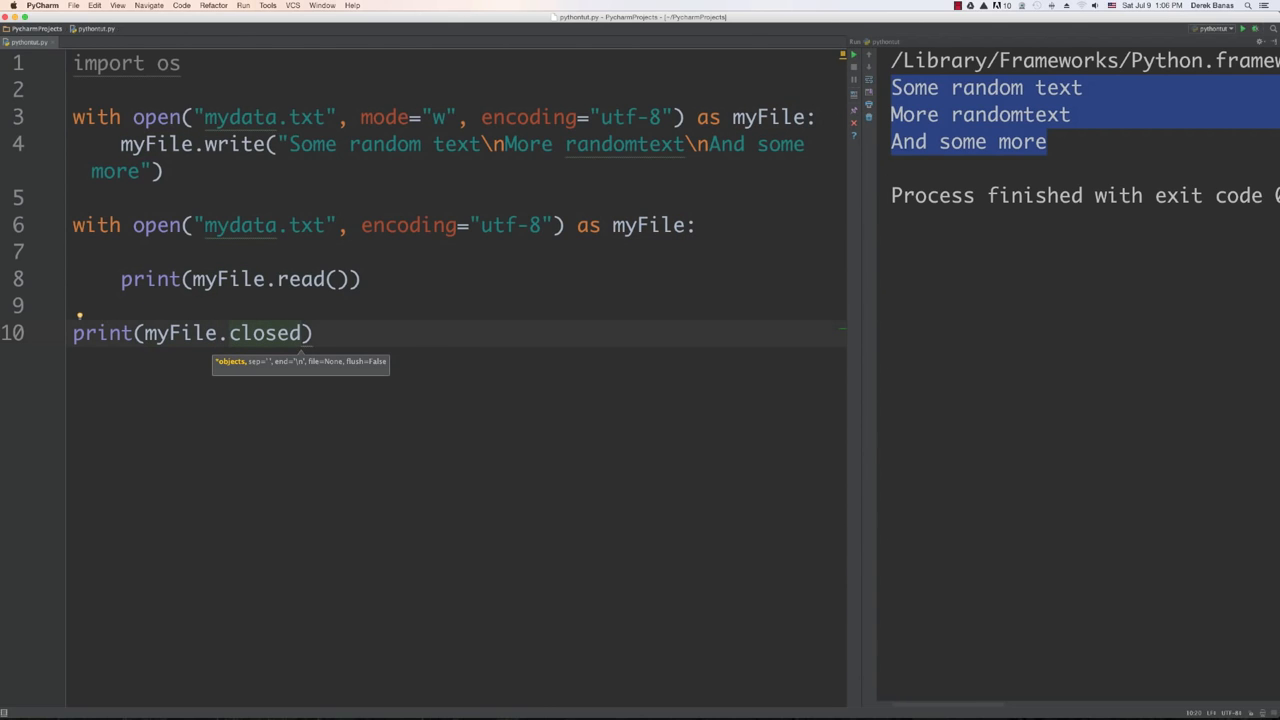 PyCharm File Edit View Navigate Code Refactor Run Tools VCS Window Help
10 Sat Jul 9 1:06 PM Derek Banas
pythontut.py - PycharmProjects - [~/PycharmProjects]
PycharmProjects pythontut.py
pythontut
pythontut.py
Run pythontut
1 import os
2
3 with open("mydata.txt", mode="w", encoding="utf-8") as myFile:
4 myFile.write("Some random text\nMore randomtext\nAnd some
more")
5
6 with open("mydata.txt", encoding="utf-8") as myFile:
7
8 print(myFile.read())
9
10 print(myFile.closed)
*objects, sep=' ', end='\n', file=None, flush=False
/Library/Frameworks/Python.framew
Some random text
More randomtext
And some more
Process finished with exit code 0
10:20 LF‡ UTF-8‡